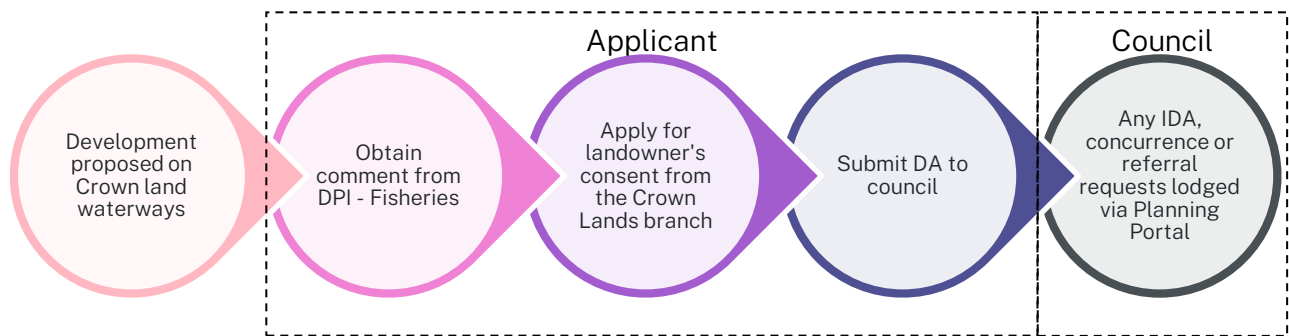 Applicant
Council
Development
proposed on
Crown land
waterways
Obtain
comment from
DPI - Fisheries
Apply for
landowner's
consent from
the Crown
Lands branch
Submit DA to
council
Any IDA,
concurrence or
referral
requests lodged
via Planning
Portal